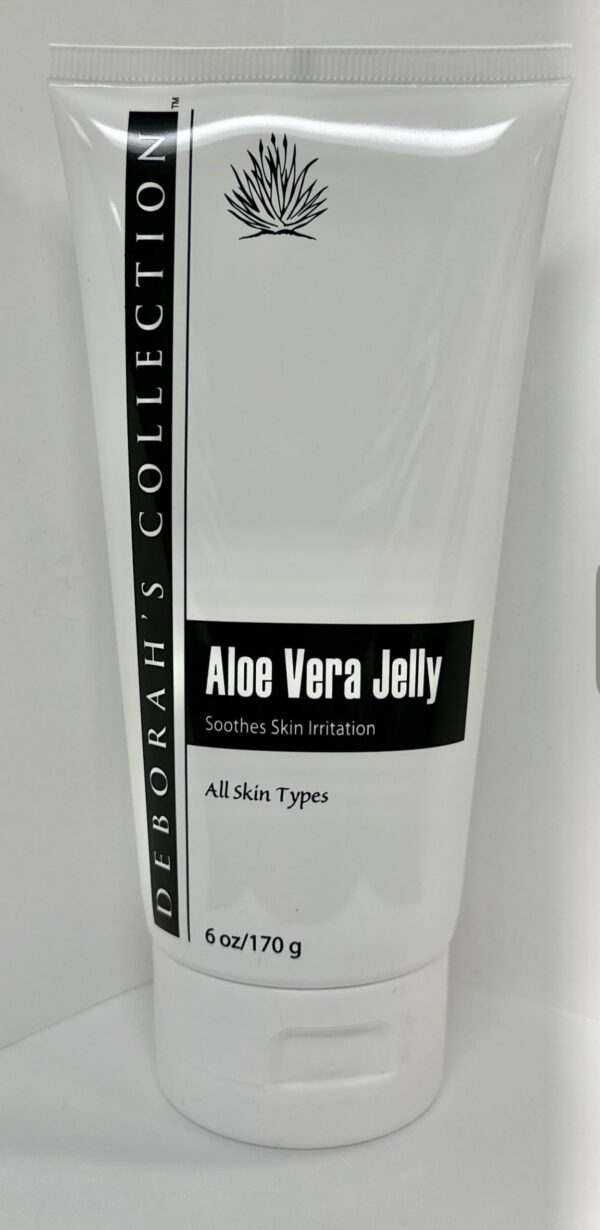 DEBORAH'S COLLECTION™
Aloe Vera Jelly
Soothes Skin Irritation
All Skin Types
6 oz/170 g